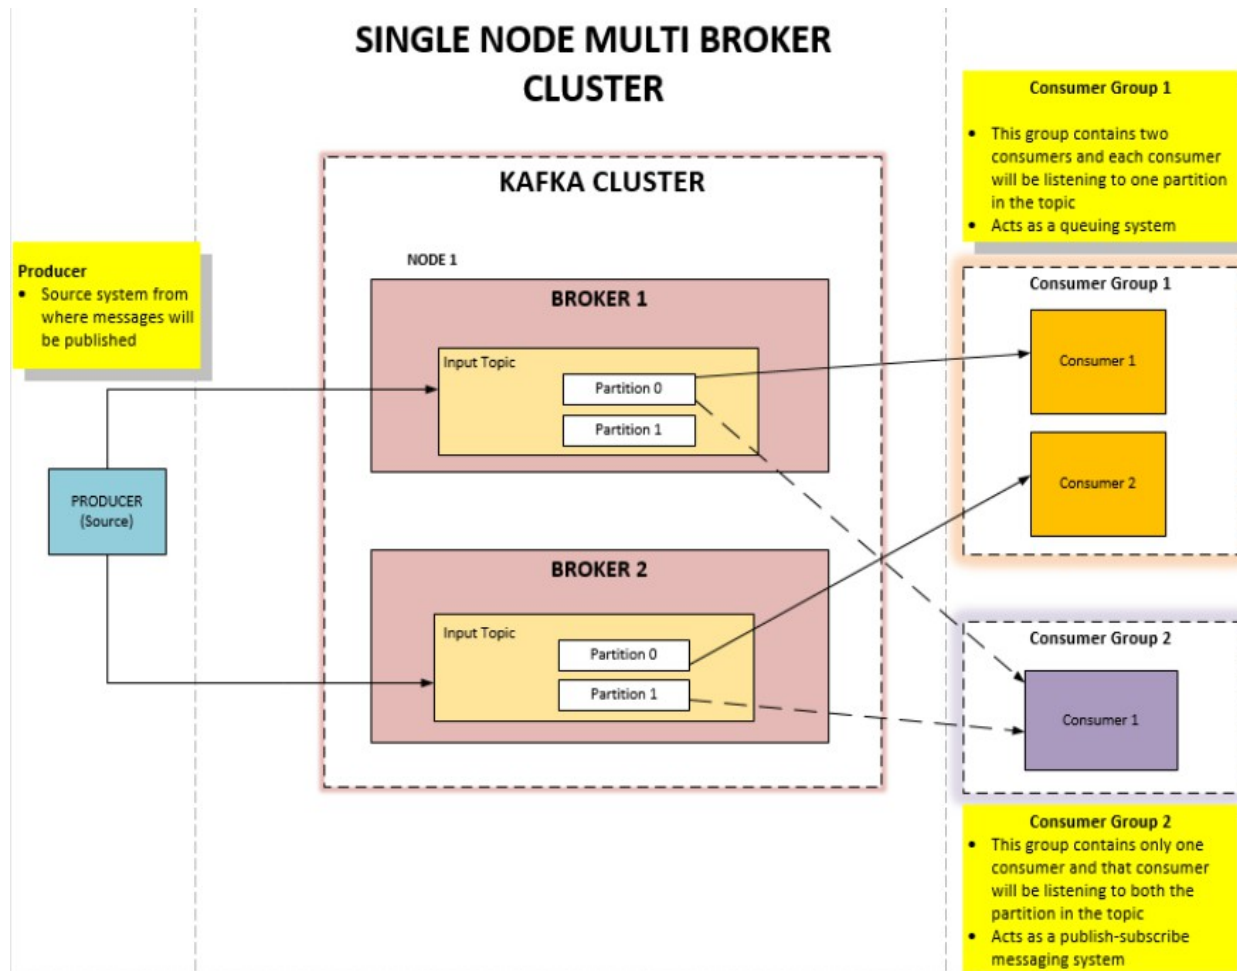 SINGLE NODE MULTI BROKER
CLUSTER
Consumer Group 1
• This group contains two
consumers and each consumer
will be listening to one partition
in the topic
• Acts as a queuing system
KAFKA CLUSTER
Producer
• Source system from
where messages will
be published
NODE 1
BROKER 1
Input Topic
Partition 0
Partition 1
Consumer Group 1
Consumer 1
Consumer 2
PRODUCER
(Source)
BROKER 2
Input Topic
Partition 0
Partition 1
Consumer Group 2
Consumer 1
Consumer Group 2
• This group contains only one
consumer and that consumer
will be listening to both the
partition in the topic
• Acts as a publish-subscribe
messaging system